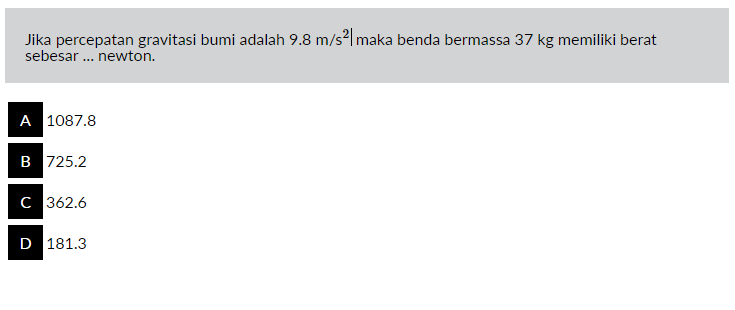 Jika percepatan gravitasi bumi adalah 9.8 m/s²| maka benda bermassa 37 kg memiliki berat
sebesar ... newton.
A 1087.8
B 725.2
C 362.6
D 181.3